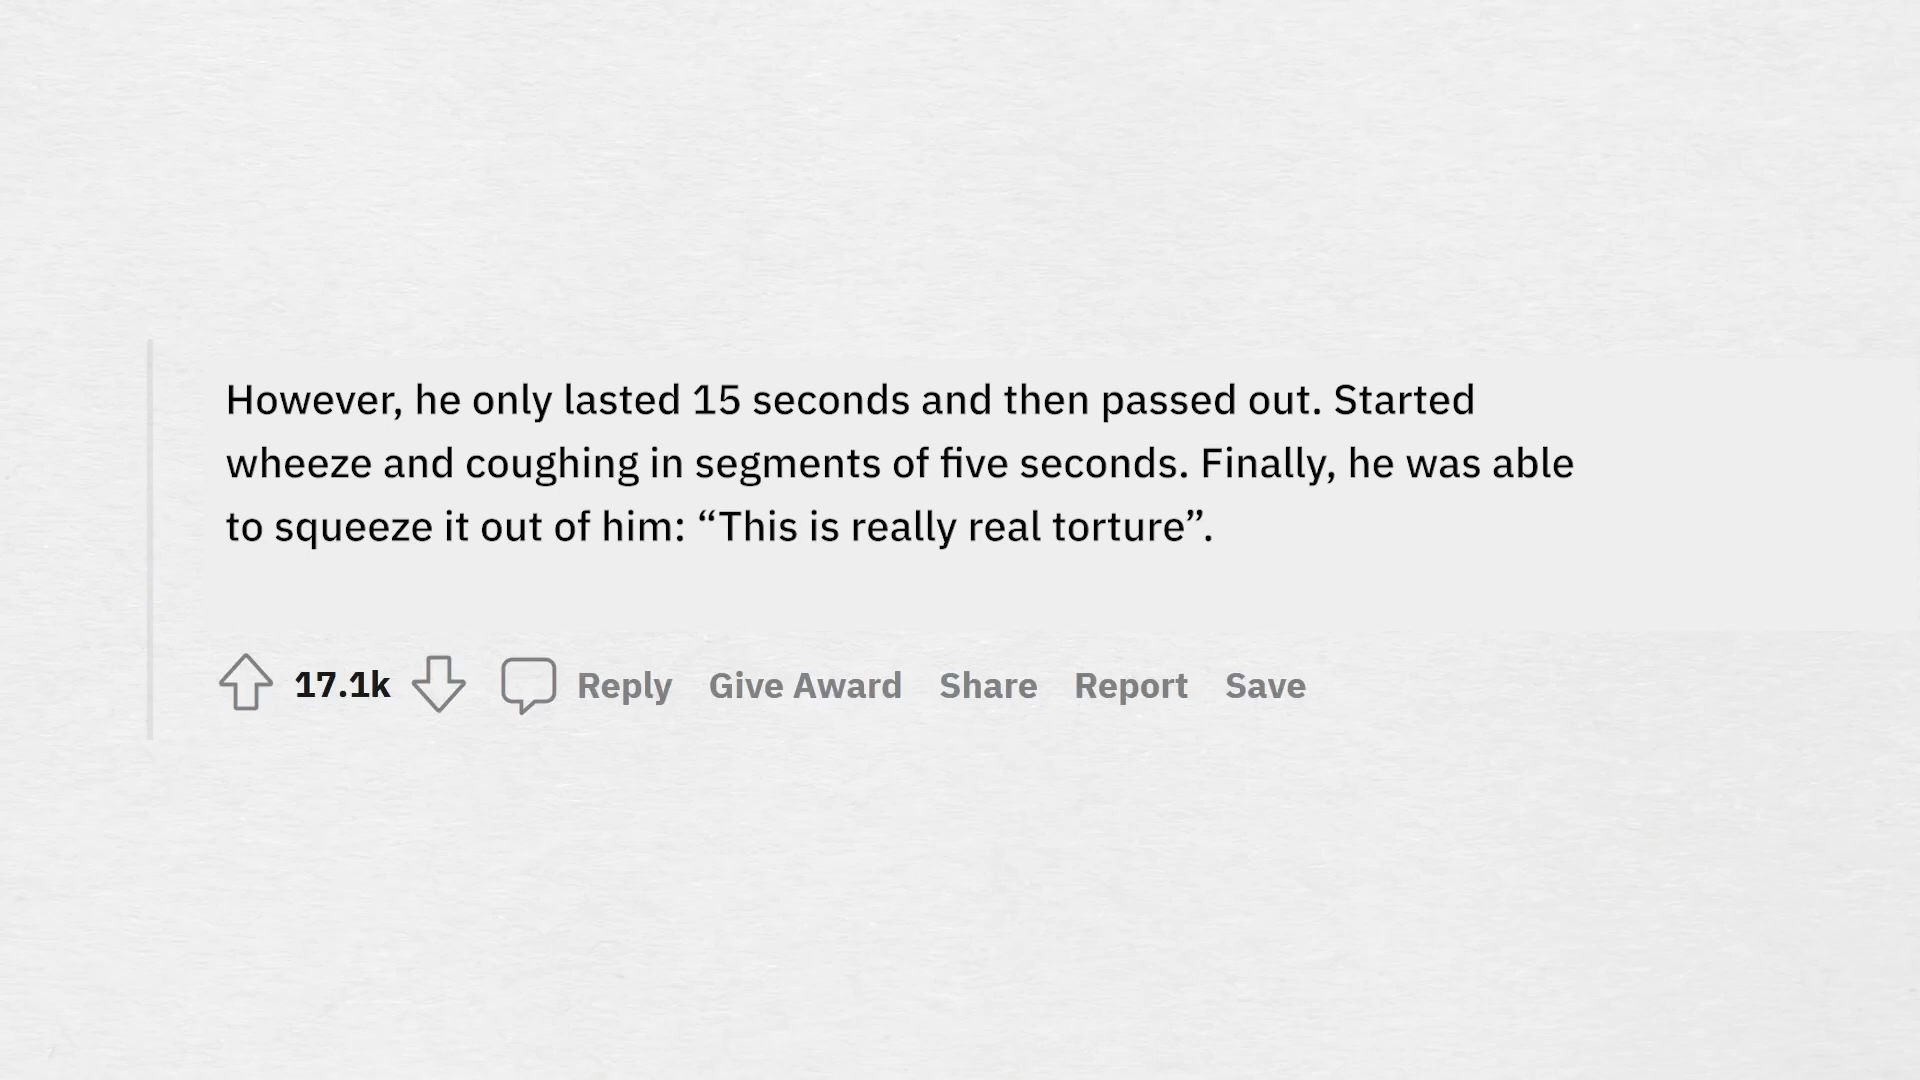 However, he only lasted 15 seconds and then passed out. Started
wheeze and coughing in segments of five seconds. Finally, he was able
to squeeze it out of him: “This is really real torture”.
17.1k Reply Give Award Share Report Save